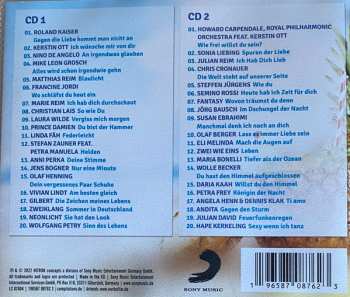 CD 1
01. ROLAND KAISER
Gegen die Liebe kommt man nicht an
02. KERSTIN OTT Ich wünschte mir von dir
03. NINO DE ANGELO An irgendwas glauben
04. MIKE LEON GROSCH
Alles wird schon irgendwie gehn
05. MATTHIAS REIM Blaulicht
06. FRANCINE JORDI
Wo schläfst du heut ein
07. MARIE REIM Ich hab dich durchschaut
08. CHRISTIAN LAIS So wie Du
09. LAURA WILDE Vergiss mich morgen
10. PRINCE DAMIEN Du bist der Hammer
11. LINDA FÄH Federleicht
12. STEFAN ZAUNER FEAT.
PETRA MANUELA Helden
13. ANNI PERKA Deine Stimme
14. JENS BOGNER Nur eine Minute
15. OLAF HENNING
Dein vergessenes Paar Schuhe
16. VIVIAN LINDT Am besten gleich
17. GILBERT Die Zeichen meines Lebens
18. ZWEIKLANG Sommer in Deutschland
19. NEONLICHT Sie hat den Look
20. WOLFGANG PETRY Sinn des Lebens
CD 2
01. HOWARD CARPENDALE, ROYAL PHILHARMONIC
ORCHESTRA FEAT. KERSTIN OTT
Wie frei willst du sein?
02. SONIA LIEBING Spuren der Liebe
03. JULIAN REIM Ich Hab Dich Lieb
04. CHRIS CRONAUER
Die Welt steht auf unserer Seite
05. STEFFEN JÜRGENS Wie du
06. SEMINO ROSSI Heute hab ich Zeit für dich
07. FANTASY Wovon träumst du denn
08. JÖRG BAUSCH Im Dschungel der Nacht
09. SUSAN EBRAHIMI
Manchmal denk ich noch an dich
10. OLAF BERGER Lass es immer Liebe sein
11. ELI MELINDA Mach die Augen auf
12. ZWEI WIE EINS Leben
13. MARIA BONELLI Tiefer als der Ozean
14. WOLLE BECKER
Du hast den Himmel aufgeschlossen
15. DARIA KAAH Willst du den Himmel
16. PETRA FREY Königin der Nacht
17. ANGELA HENN & DENNIS KLAK Ti amo
18. ANDITA Gegen den Sturm
19. JULIAN DAVID Feuerfunkenregen
20. HAPE KERKELING Sexy wenn ich tanz
SONY MUSIC
1 96587 08762 3